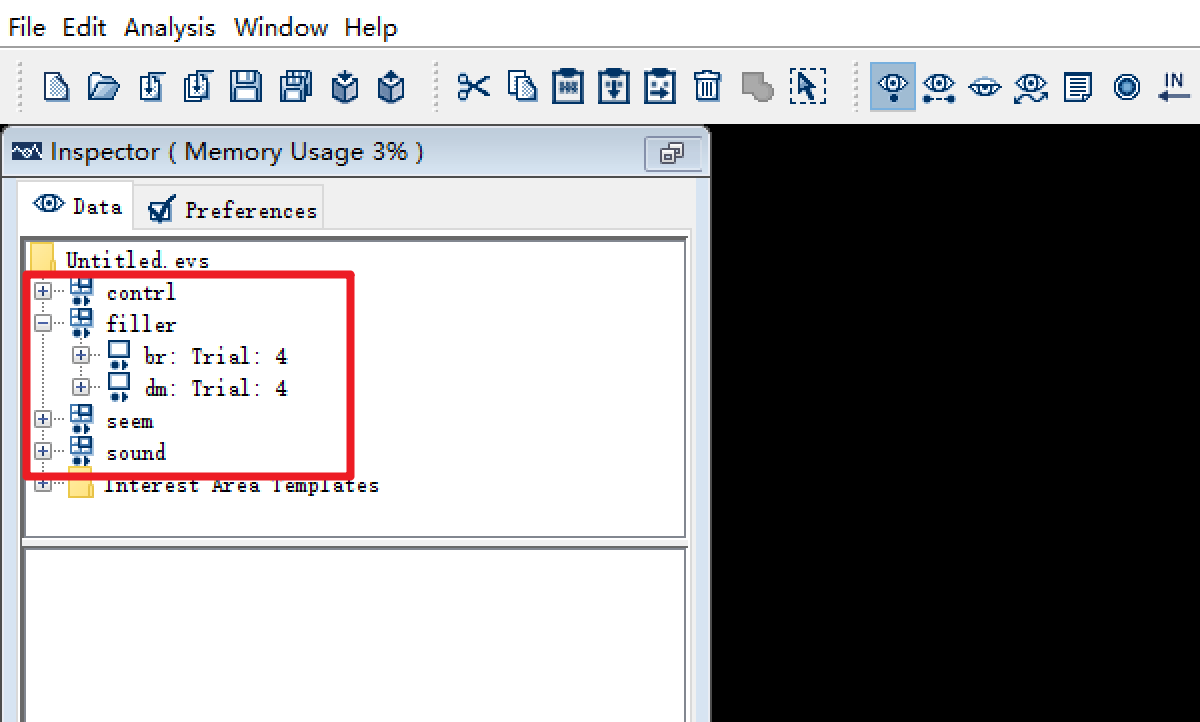 File Edit Analysis Window Help
IN
Inspector ( Memory Usage 3% )
Data Preferences
Untitled.evs
contrl
filler
br: Trial: 4
dm: Trial: 4
seem
sound
Interest Area Templates